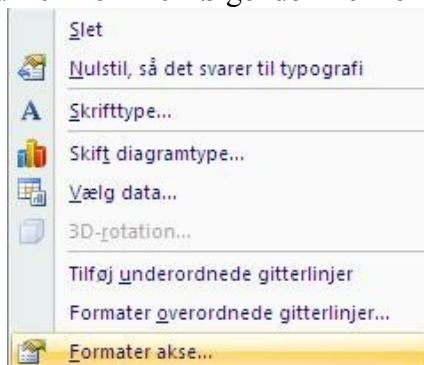 Slet
Nulstil, så det svarer til typografi
Skrifttype...
Skift diagramtype...
Vælg data...
3D-rotation...
Tilføj underordnede gitterlinjer
Formater overordnede gitterlinjer...
Formater akse...